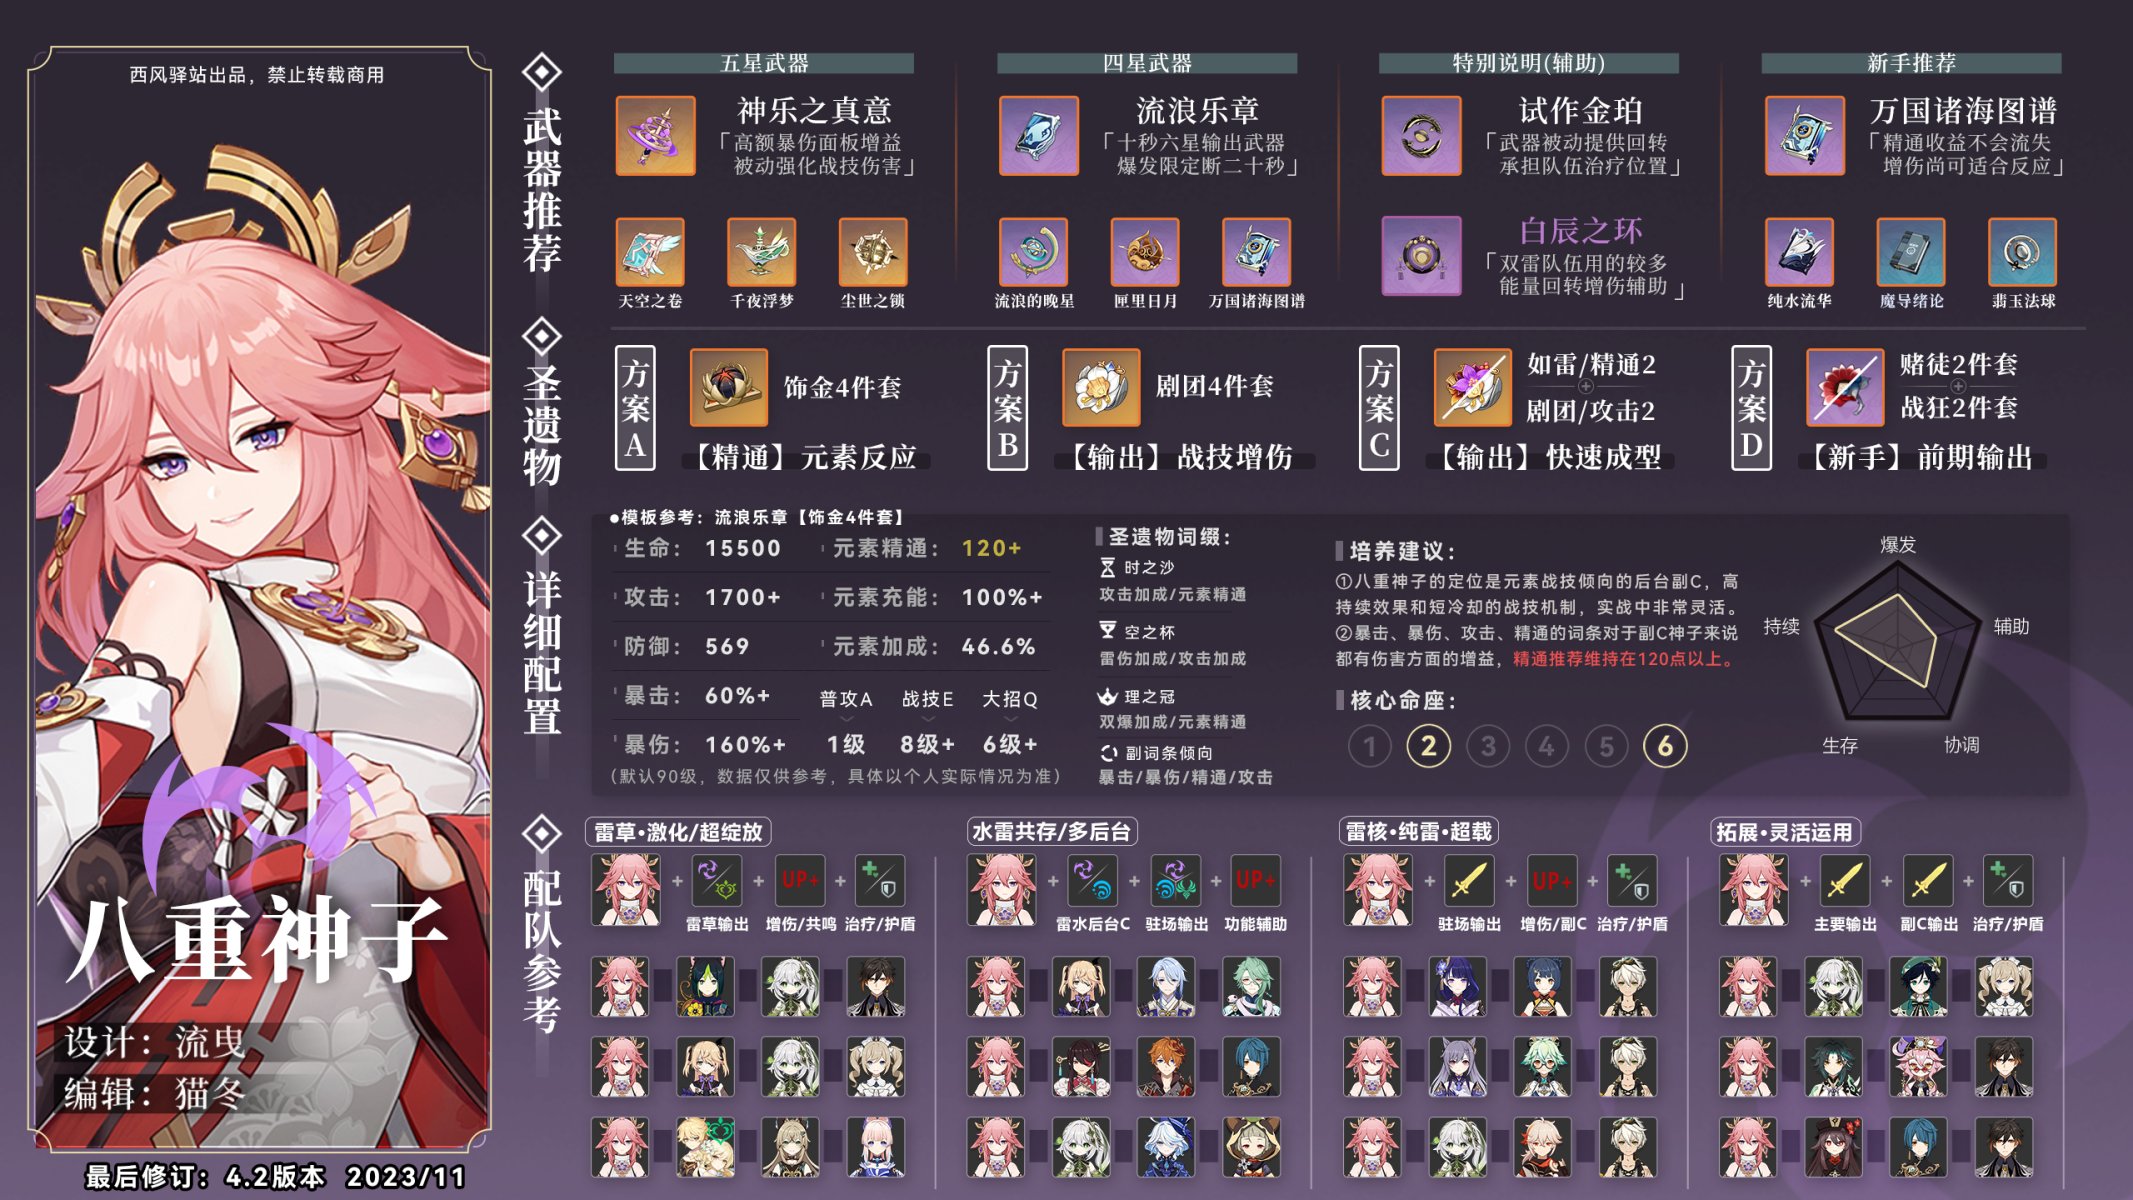 西风驿站出品，禁止转载商用
八重神子
设计：流曳
编辑：猫冬
最后修订：4.2版本 2023/11
武器推荐
五星武器
神乐之真意
「高额暴伤面板增益
被动强化战技伤害」
天空之卷 千夜浮梦 尘世之锁
四星武器
流浪乐章
「十秒六星输出武器
爆发限定断二十秒」
流浪的晚星 匣里日月 万国诸海图谱
特别说明(辅助)
试作金珀
「武器被动提供回转
承担队伍治疗位置」
白辰之环
「双雷队伍用的较多
能量回转增伤辅助」
新手推荐
万国诸海图谱
「精通收益不会流失
增伤尚可适合反应」
纯水流华 魔导绪论 翡玉法球
圣遗物
方案A
饰金4件套
【精通】元素反应
方案B
剧团4件套
【输出】战技增伤
方案C
如雷/精通2
剧团/攻击2
【输出】快速成型
方案D
赌徒2件套
战狂2件套
【新手】前期输出
详细配置
●模板参考：流浪乐章【饰金4件套】
生命：15500 元素精通：120+
攻击：1700+ 元素充能：100%+
防御：569 元素加成：46.6%
暴击：60%+ 普攻A 战技E 大招Q
暴伤：160%+ 1级 8级+ 6级+
(默认90级，数据仅供参考，具体以个人实际情况为准)
圣遗物词缀：
时之沙
攻击加成/元素精通
空之杯
雷伤加成/攻击加成
理之冠
双爆加成/元素精通
副词条倾向
暴击/暴伤/精通/攻击
培养建议：
①八重神子的定位是元素战技倾向的后台副C，高
持续效果和短冷却的战技机制，实战中非常灵活。
②暴击、暴伤、攻击、精通的词条对于副C神子来说
都有伤害方面的增益，精通推荐维持在120点以上。
核心命座：
1 2 3 4 5 6
爆发
持续 辅助
生存 协调
配队参考
雷草·激化/超绽放
UP+
雷草输出 增伤/共鸣 治疗/护盾
水雷共存/多后台
UP+
雷水后台C 驻场输出 功能辅助
雷核·纯雷·超载
UP+
驻场输出 增伤/副C 治疗/护盾
拓展·灵活运用
主要输出 副C输出 治疗/护盾